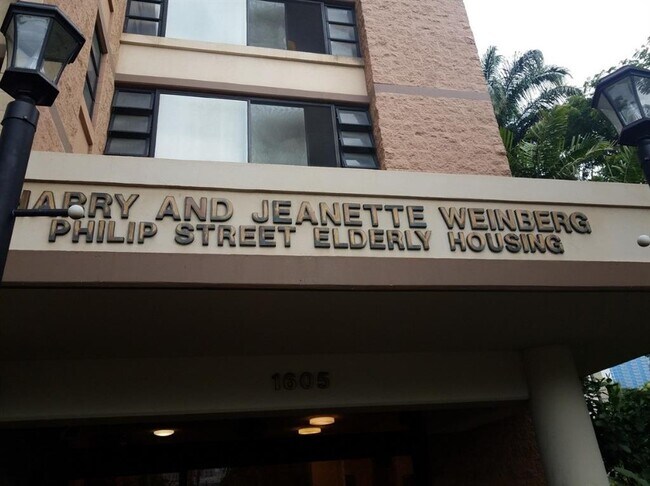 HARRY AND JEANETTE WEINBERG
PHILIP STREET ELDERLY HOUSING
1605